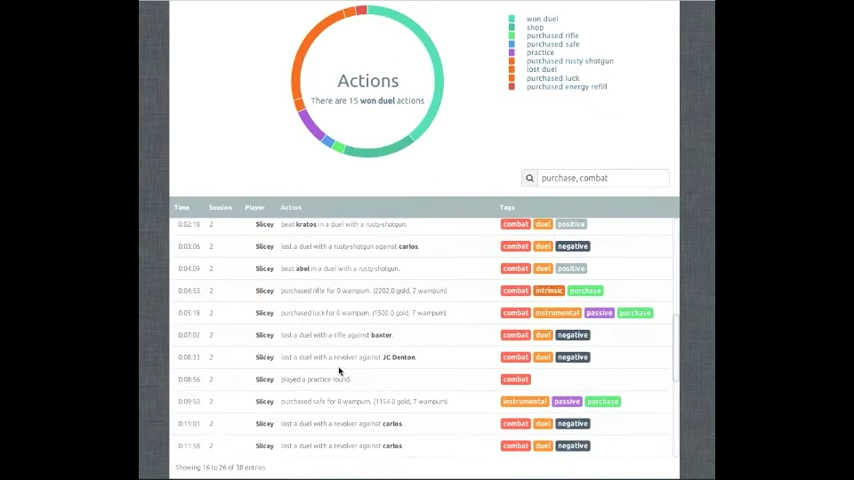 Actions
There are 15 won duel actions
won duel
shop
purchased rifle
purchased safe
practice
purchased rusty shotgun
lost duel
purchased luck
purchased energy refill
purchase, combat
Time Session Player Action Tags
0:02:18 2 Slicey beat kratos in a duel with a rusty-shotgun. combat duel positive
0:03:06 2 Slicey lost a duel with a rusty-shotgun against carlos. combat duel negative
0:04:09 2 Slicey beat abel in a duel with a rusty-shotgun. combat duel positive
0:04:53 2 Slicey purchased rifle for 0 wampum. (2202.0 gold, 7 wampum) combat intrinsic purchase
0:05:18 2 Slicey purchased luck for 0 wampum. (1502.0 gold, 7 wampum) combat instrumental passive purchase
0:07:02 2 Slicey lost a duel with a rifle against baxter. combat duel negative
0:08:33 2 Slicey lost a duel with a revolver against JC Denton. combat duel negative
0:08:56 2 Slicey played a practice round. combat
0:09:50 2 Slicey purchased safe for 0 wampum. (1154.0 gold, 7 wampum) instrumental passive purchase
0:11:01 2 Slicey lost a duel with a revolver against carlos. combat duel negative
0:11:58 2 Slicey lost a duel with a revolver against carlos. combat duel negative
Showing 16 to 26 of 38 entries